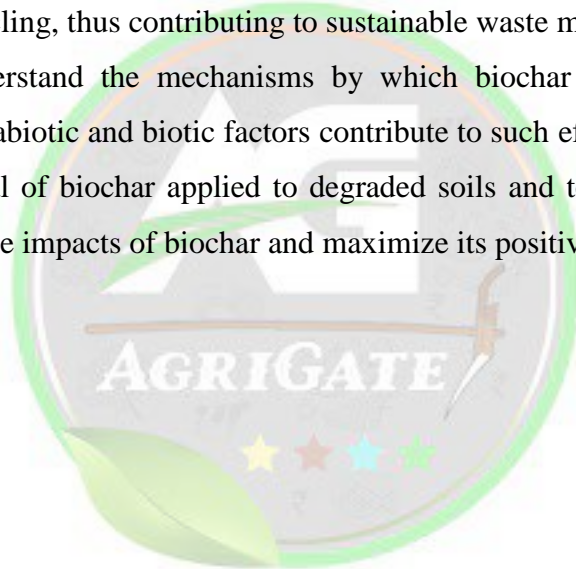 ling, thus contributing to sustainable waste m
erstand the mechanisms by which biochar
abiotic and biotic factors contribute to such ef
l of biochar applied to degraded soils and t
e impacts of biochar and maximize its positiv
AG
AGRIGATE